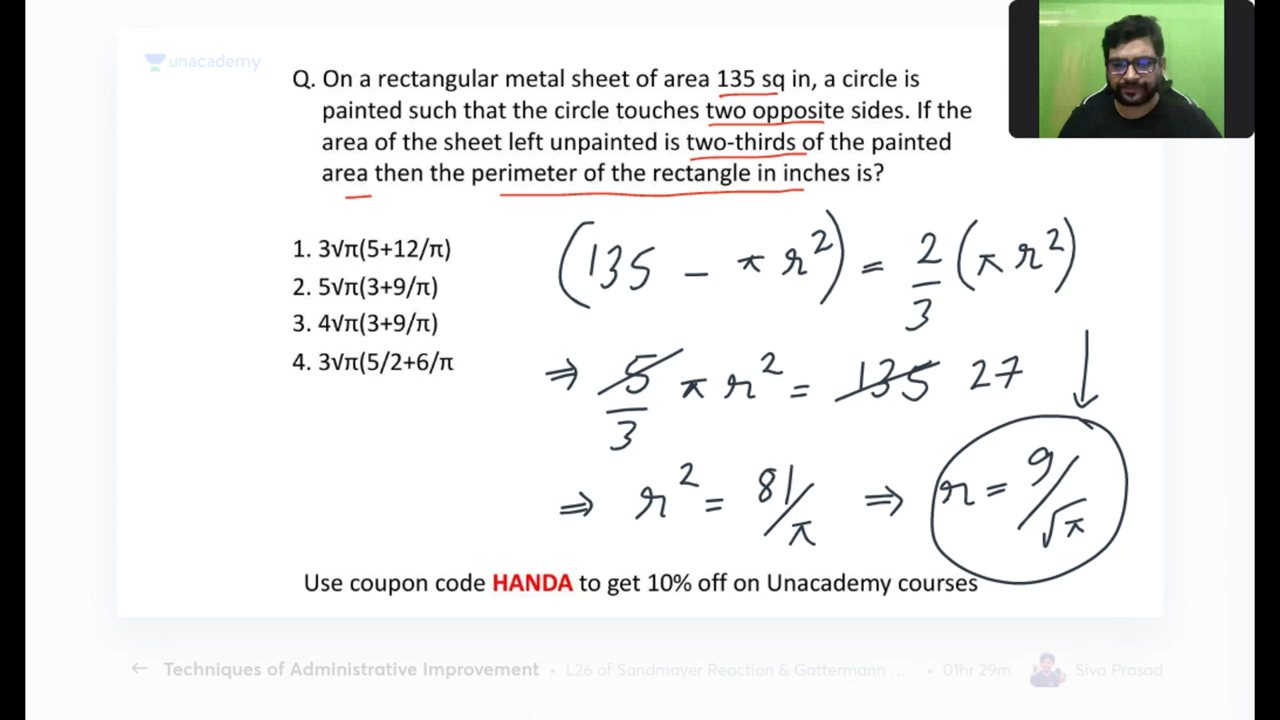 unacademy
Q. On a rectangular metal sheet of area 135 sq in, a circle is
painted such that the circle touches two opposite sides. If the
area of the sheet left unpainted is two-thirds of the painted
area then the perimeter of the rectangle in inches is?
1. 3√π(5+12/π)
2. 5√π(3+9/π)
3. 4√π(3+9/π)
4. 3√π(5/2+6/π
(135 - πr²) = 2/3 (πr²)
⇒ 5/3 πr² = 135 27
⇒ r² = 81/π ⇒ r = 9/√π
Use coupon code HANDA to get 10% off on Unacademy courses
← Techniques of Administrative Improvement • L26 of Sandmayer Reaction & Gattermann ... • 01hr 29m Siva Prasad